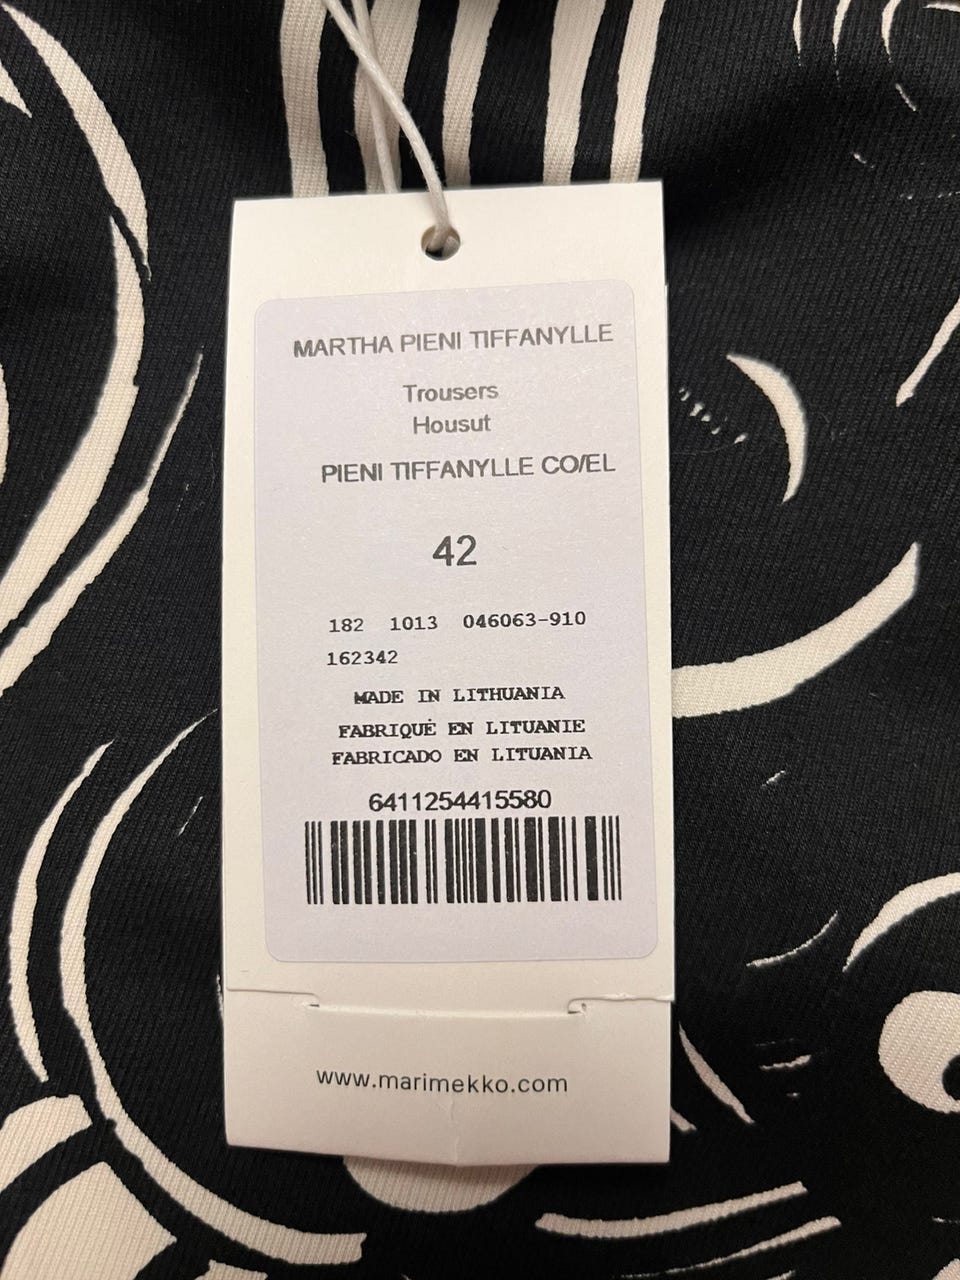 MARTHA PIENI TIFFANYLLE
Trousers
Housut
PIENI TIFFANYLLE CO/EL
42
182 1013 046063-910
162342
MADE IN LITHUANIA
FABRIQUÈ EN LITUANIE
FABRICADO EN LITUANIA
6411254415580
www.marimekko.com